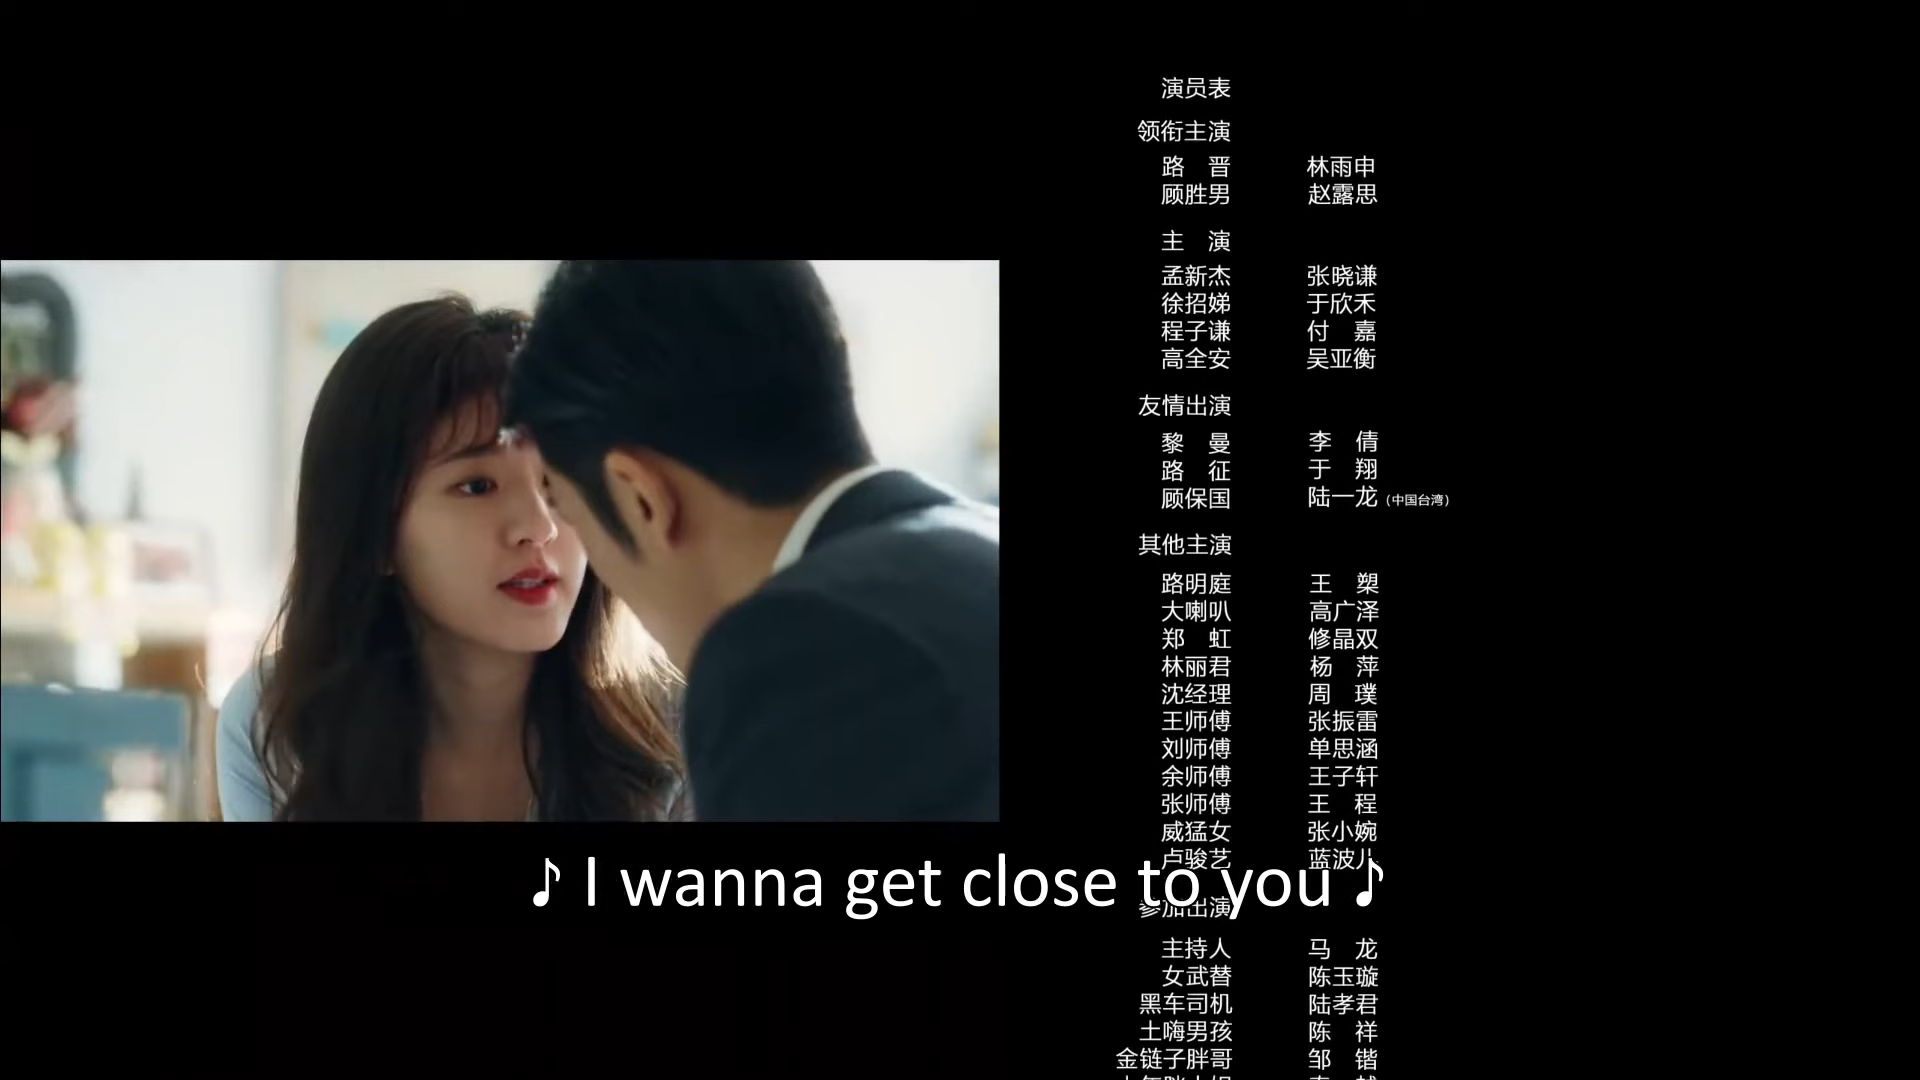 演员表
领衔主演
路 晋 林雨申
顾胜男 赵露思
主 演
孟新杰 张晓谦
徐招娣 于欣禾
程子谦 付 嘉
高全安 吴亚衡
友情出演
黎 曼 李 倩
路 征 于 翔
顾保国 陆一龙（中国台湾）
其他主演
路明庭 王 槊
大喇叭 高广泽
郑 虹 修晶双
林丽君 杨 萍
沈经理 周 璞
王师傅 张振雷
刘师傅 单思涵
余师傅 王子轩
张师傅 王 程
威猛女 张小婉
卢骏艺 蓝波儿
♪ I wanna get close to you ♪
参加出演
主持人 马 龙
女武替 陈玉璇
黑车司机 陆孝君
土嗨男孩 陈 祥
金链子胖哥 邹 锴